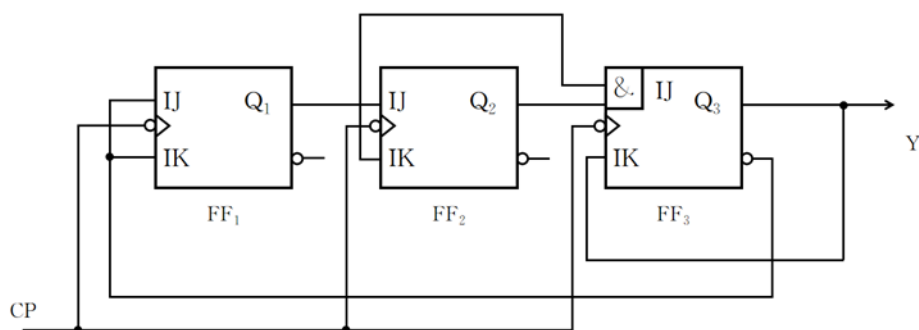 & IJ
IJ Q₁ IJ Q₂ Q₃
IK IK IK Y
FF₁ FF₂ FF₃
CP